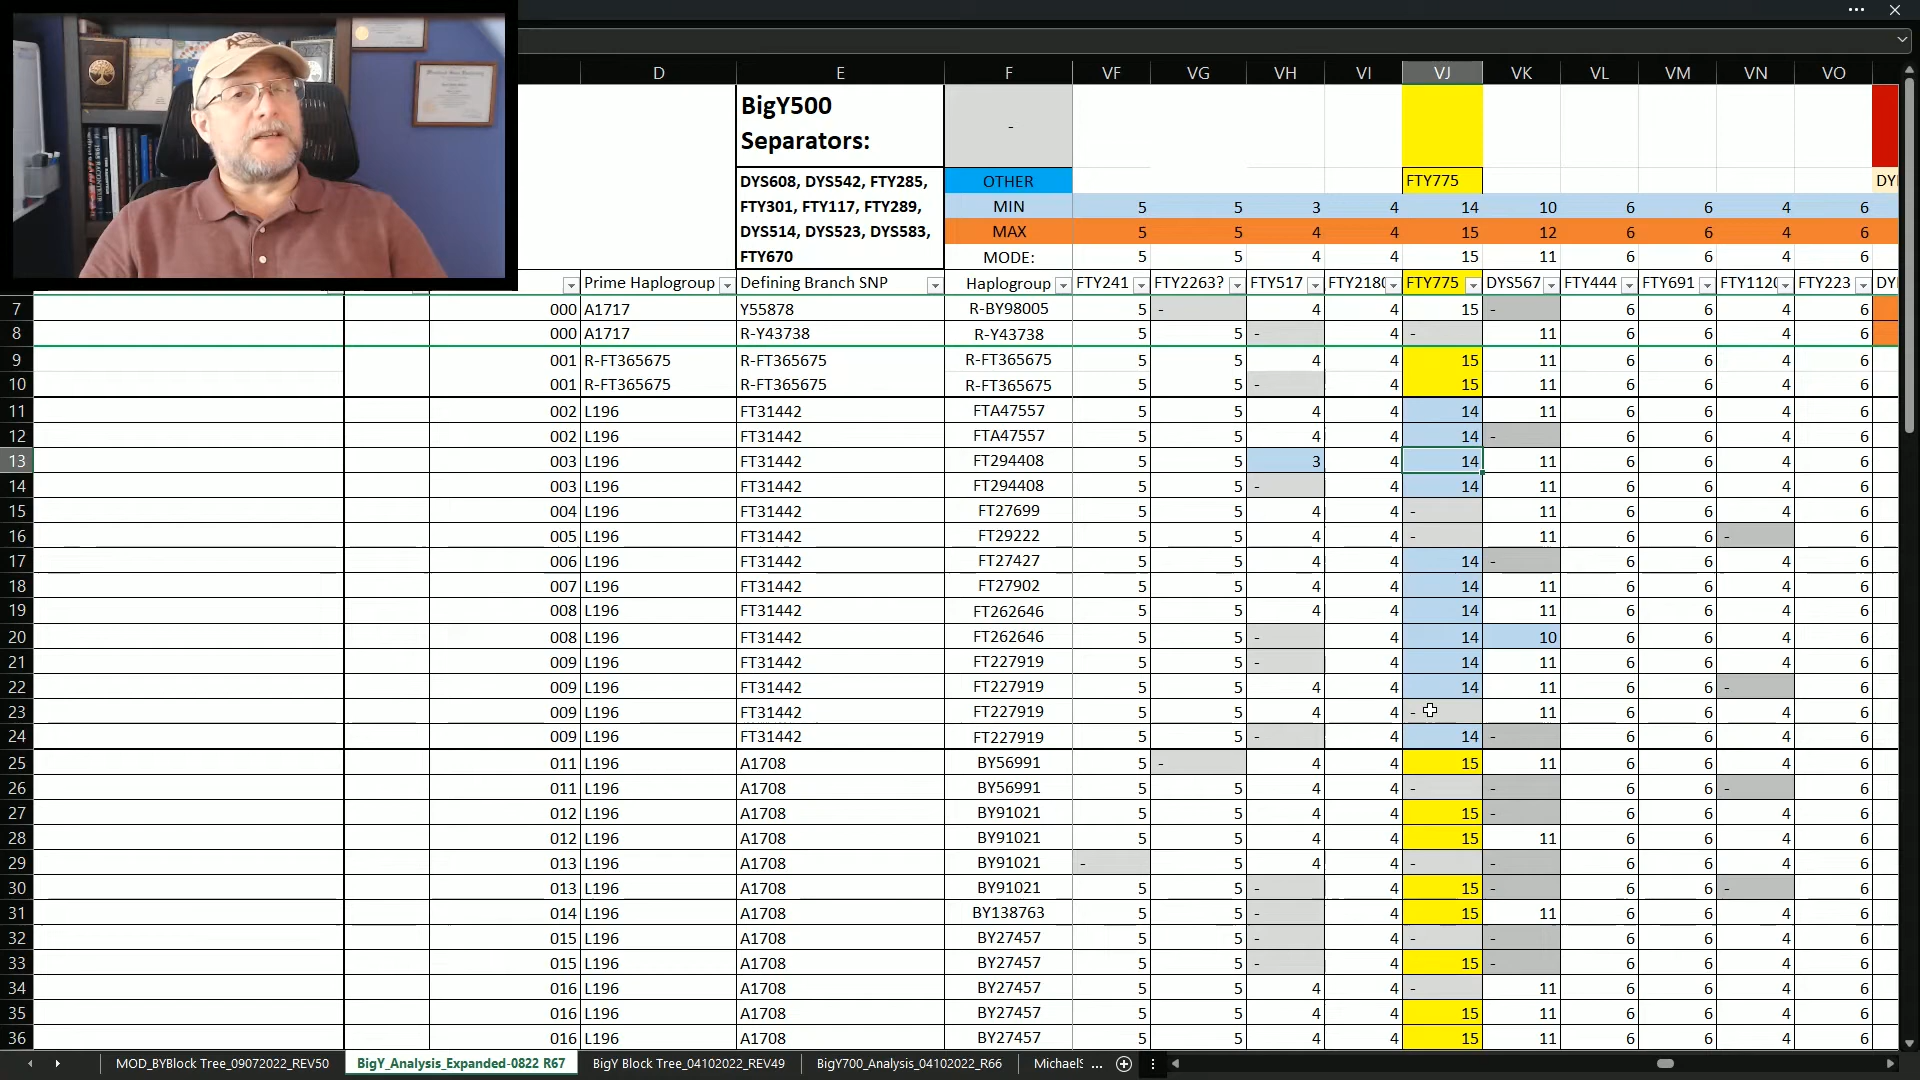 D E F VF VG VH VI VJ VK VL VM VN VO
BigY500
Separators:
-
DYS608, DYS542, FTY285,
FTY301, FTY117, FTY289,
DYS514, DYS523, DYS583,
FTY670
OTHER FTY775
MIN 5 5 3 4 14 10 6 6 4 6
MAX 5 5 4 4 15 12 6 6 4 6
MODE: 5 5 4 4 15 11 6 6 4 6
Prime Haplogroup Defining Branch SNP Haplogroup FTY241 FTY2263? FTY517 FTY2180 FTY775 DYS567 FTY444 FTY691 FTY1120 FTY223
7 000 A1717 Y55878 R-BY98005 5 - 4 4 15 - 6 6 4 6
8 000 A1717 R-Y43738 R-Y43738 5 5 - 4 - 11 6 6 4 6
9 001 R-FT365675 R-FT365675 R-FT365675 5 5 4 4 15 11 6 6 4 6
10 001 R-FT365675 R-FT365675 R-FT365675 5 5 - 4 15 11 6 6 4 6
11 002 L196 FT31442 FTA47557 5 5 4 4 14 11 6 6 4 6
12 002 L196 FT31442 FTA47557 5 5 4 4 14 - 6 6 4 6
13 003 L196 FT31442 FT294408 5 5 3 4 14 11 6 6 4 6
14 003 L196 FT31442 FT294408 5 5 - 4 14 11 6 6 4 6
15 004 L196 FT31442 FT27699 5 5 4 4 - 11 6 6 4 6
16 005 L196 FT31442 FT29222 5 5 4 4 - 11 6 6 - 6
17 006 L196 FT31442 FT27427 5 5 4 4 14 - 6 6 4 6
18 007 L196 FT31442 FT27902 5 5 4 4 14 11 6 6 4 6
19 008 L196 FT31442 FT262646 5 5 4 4 14 11 6 6 4 6
20 008 L196 FT31442 FT262646 5 5 - 4 14 10 6 6 4 6
21 009 L196 FT31442 FT227919 5 5 - 4 14 11 6 6 4 6
22 009 L196 FT31442 FT227919 5 5 4 4 14 11 6 6 - 6
23 009 L196 FT31442 FT227919 5 5 4 4 - 11 6 6 4 6
24 009 L196 FT31442 FT227919 5 5 - 4 14 - 6 6 4 6
25 011 L196 A1708 BY56991 5 - 4 4 15 11 6 6 4 6
26 011 L196 A1708 BY56991 5 5 4 4 - - 6 6 - 6
27 012 L196 A1708 BY91021 5 5 4 4 15 - 6 6 4 6
28 012 L196 A1708 BY91021 5 5 4 4 15 11 6 6 4 6
29 013 L196 A1708 BY91021 - 5 4 4 - - 6 6 4 6
30 013 L196 A1708 BY91021 5 5 - 4 15 - 6 6 - 6
31 014 L196 A1708 BY138763 5 5 - 4 15 11 6 6 4 6
32 015 L196 A1708 BY27457 5 5 - 4 - - 6 6 4 6
33 015 L196 A1708 BY27457 5 5 - 4 15 - 6 6 4 6
34 016 L196 A1708 BY27457 5 5 4 4 - 11 6 6 4 6
35 016 L196 A1708 BY27457 5 5 4 4 15 11 6 6 4 6
36 016 L196 A1708 BY27457 5 5 4 4 15 11 6 6 4 6
MOD_BYBlock Tree_09072022_REV50 BigY_Analysis_Expanded-0822 R67 BigY Block Tree_04102022_REV49 BigY700_Analysis_04102022_R66 ...